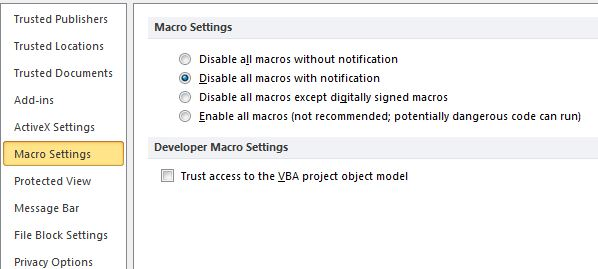 Trusted Publishers
Trusted Locations
Trusted Documents
Add-ins
ActiveX Settings
Macro Settings
Protected View
Message Bar
File Block Settings
Privacy Options
Macro Settings
Disable all macros without notification
Disable all macros with notification
Disable all macros except digitally signed macros
Enable all macros (not recommended; potentially dangerous code can run)
Developer Macro Settings
Trust access to the VBA project object model